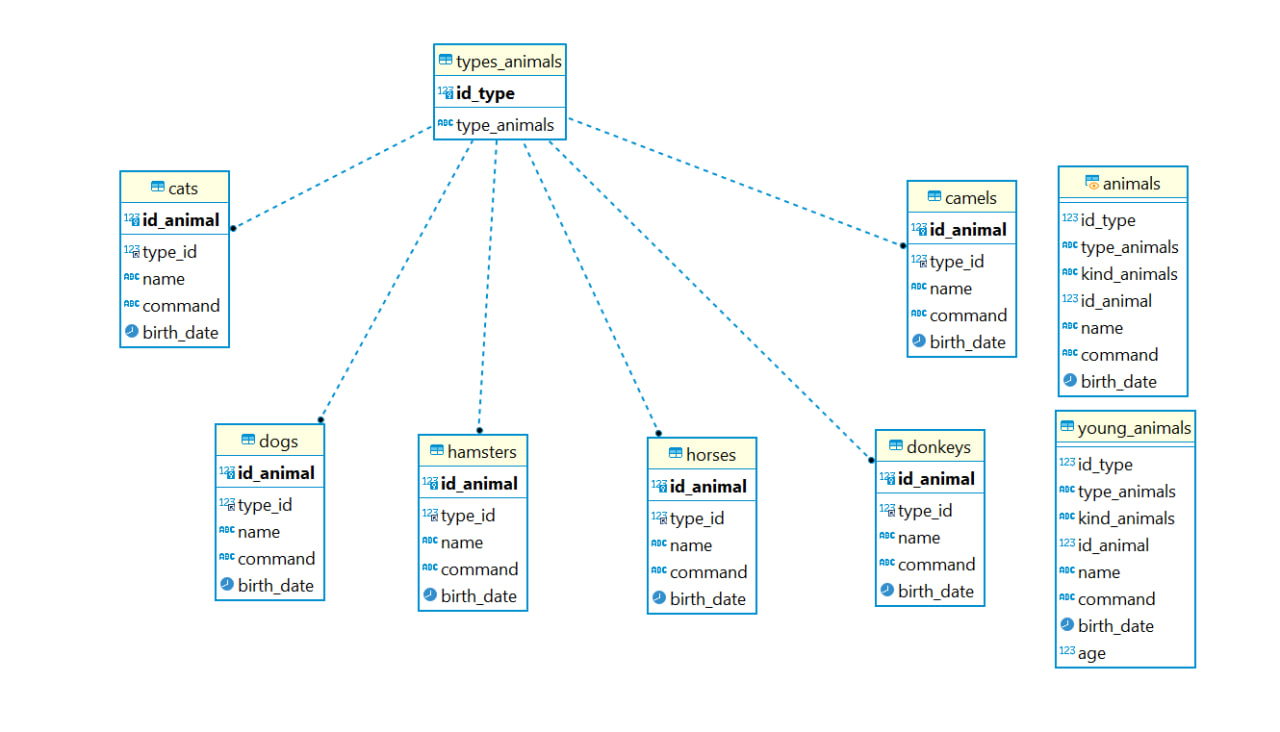 types_animals
123 id_type
ABC type_animals
cats
123 id_animal
123 type_id
ABC name
ABC command
birth_date
camels
123 id_animal
123 type_id
ABC name
ABC command
birth_date
animals
123 id_type
ABC type_animals
ABC kind_animals
123 id_animal
ABC name
ABC command
birth_date
dogs
123 id_animal
123 type_id
ABC name
ABC command
birth_date
hamsters
123 id_animal
123 type_id
ABC name
ABC command
birth_date
horses
123 id_animal
123 type_id
ABC name
ABC command
birth_date
donkeys
123 id_animal
123 type_id
ABC name
ABC command
birth_date
young_animals
123 id_type
ABC type_animals
ABC kind_animals
123 id_animal
ABC name
ABC command
birth_date
123 age